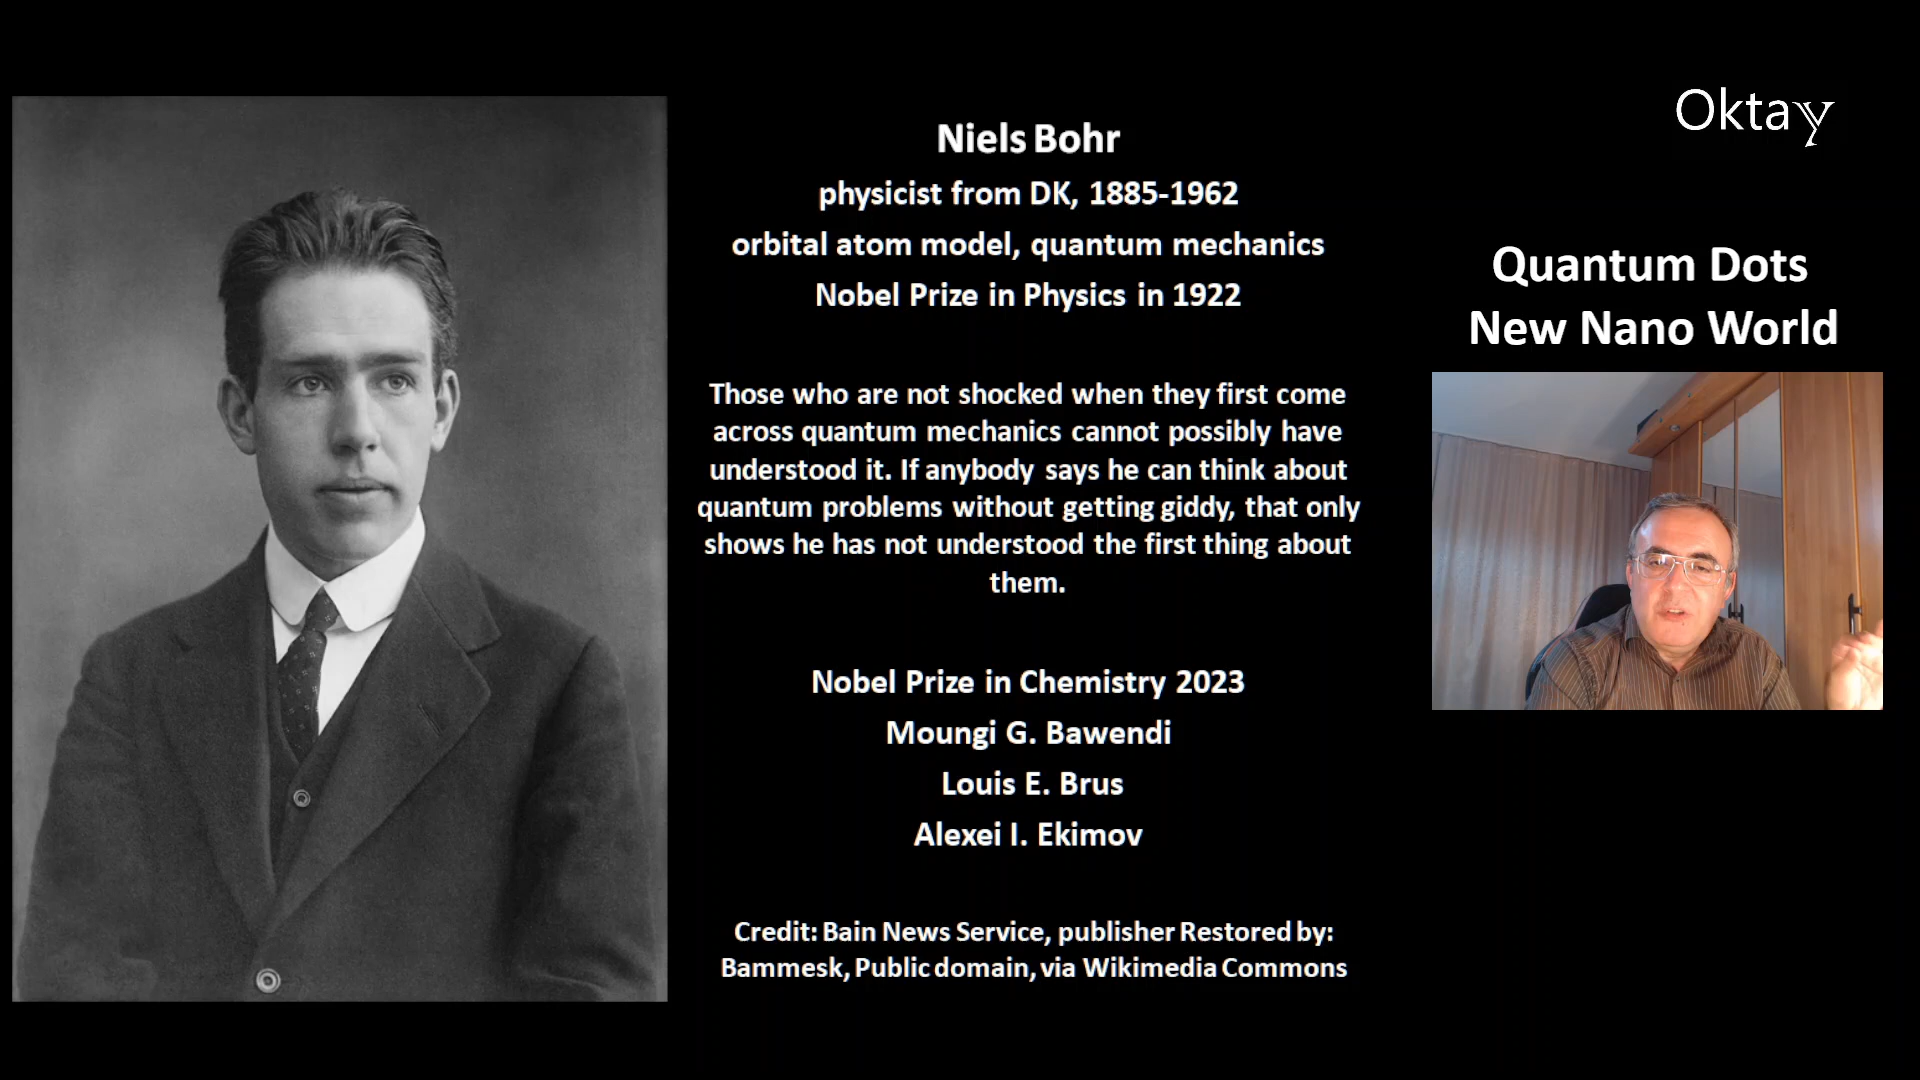 Niels Bohr
physicist from DK, 1885-1962
orbital atom model, quantum mechanics
Nobel Prize in Physics in 1922
Those who are not shocked when they first come
across quantum mechanics cannot possibly have
understood it. If anybody says he can think about
quantum problems without getting giddy, that only
shows he has not understood the first thing about
them.
Nobel Prize in Chemistry 2023
Moungi G. Bawendi
Louis E. Brus
Alexei I. Ekimov
Credit: Bain News Service, publisher Restored by:
Bammesk, Public domain, via Wikimedia Commons
Oktay
Quantum Dots
New Nano World